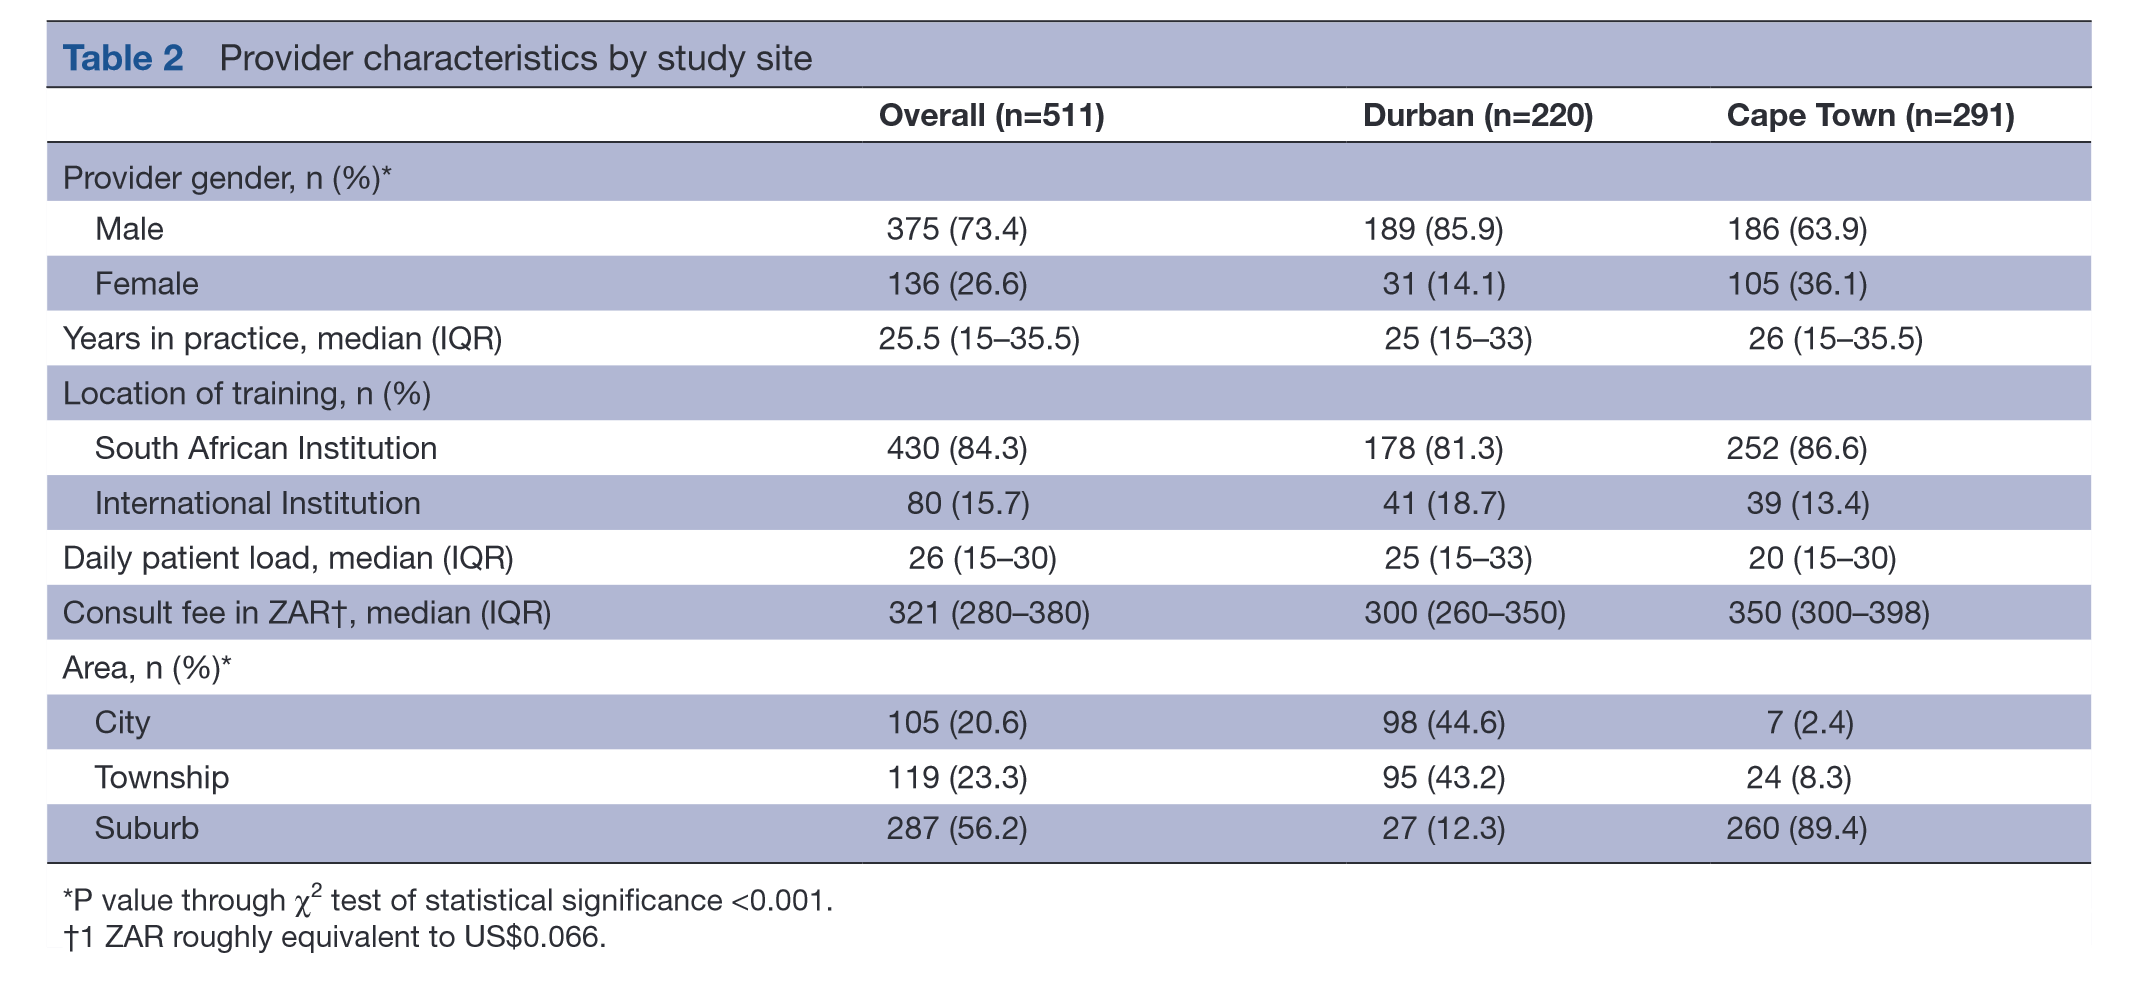 Table 2 Provider characteristics by study site
Overall (n=511) Durban (n=220) Cape Town (n=291)
Provider gender, n (%)*
Male 375 (73.4) 189 (85.9) 186 (63.9)
Female 136 (26.6) 31 (14.1) 105 (36.1)
Years in practice, median (IQR) 25.5 (15–35.5) 25 (15–33) 26 (15–35.5)
Location of training, n (%)
South African Institution 430 (84.3) 178 (81.3) 252 (86.6)
International Institution 80 (15.7) 41 (18.7) 39 (13.4)
Daily patient load, median (IQR) 26 (15–30) 25 (15–33) 20 (15–30)
Consult fee in ZAR†, median (IQR) 321 (280–380) 300 (260–350) 350 (300–398)
Area, n (%)*
City 105 (20.6) 98 (44.6) 7 (2.4)
Township 119 (23.3) 95 (43.2) 24 (8.3)
Suburb 287 (56.2) 27 (12.3) 260 (89.4)
*P value through χ² test of statistical significance <0.001.
†1 ZAR roughly equivalent to US$0.066.